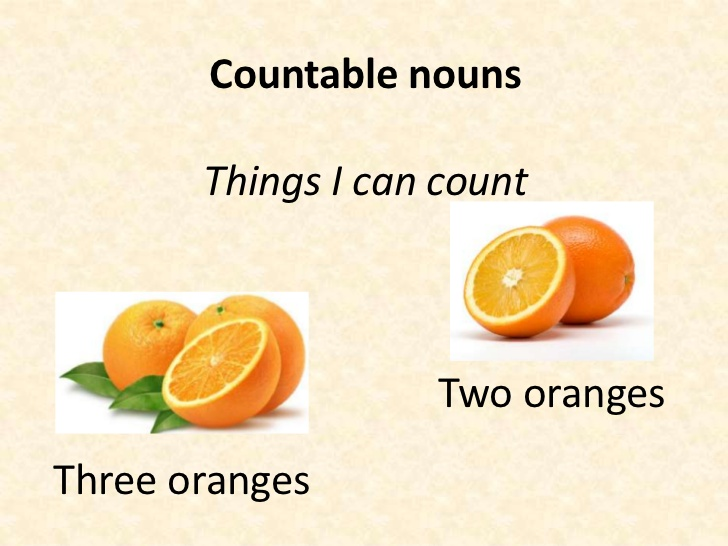 Countable nouns
Things I can count
Two oranges
Three oranges